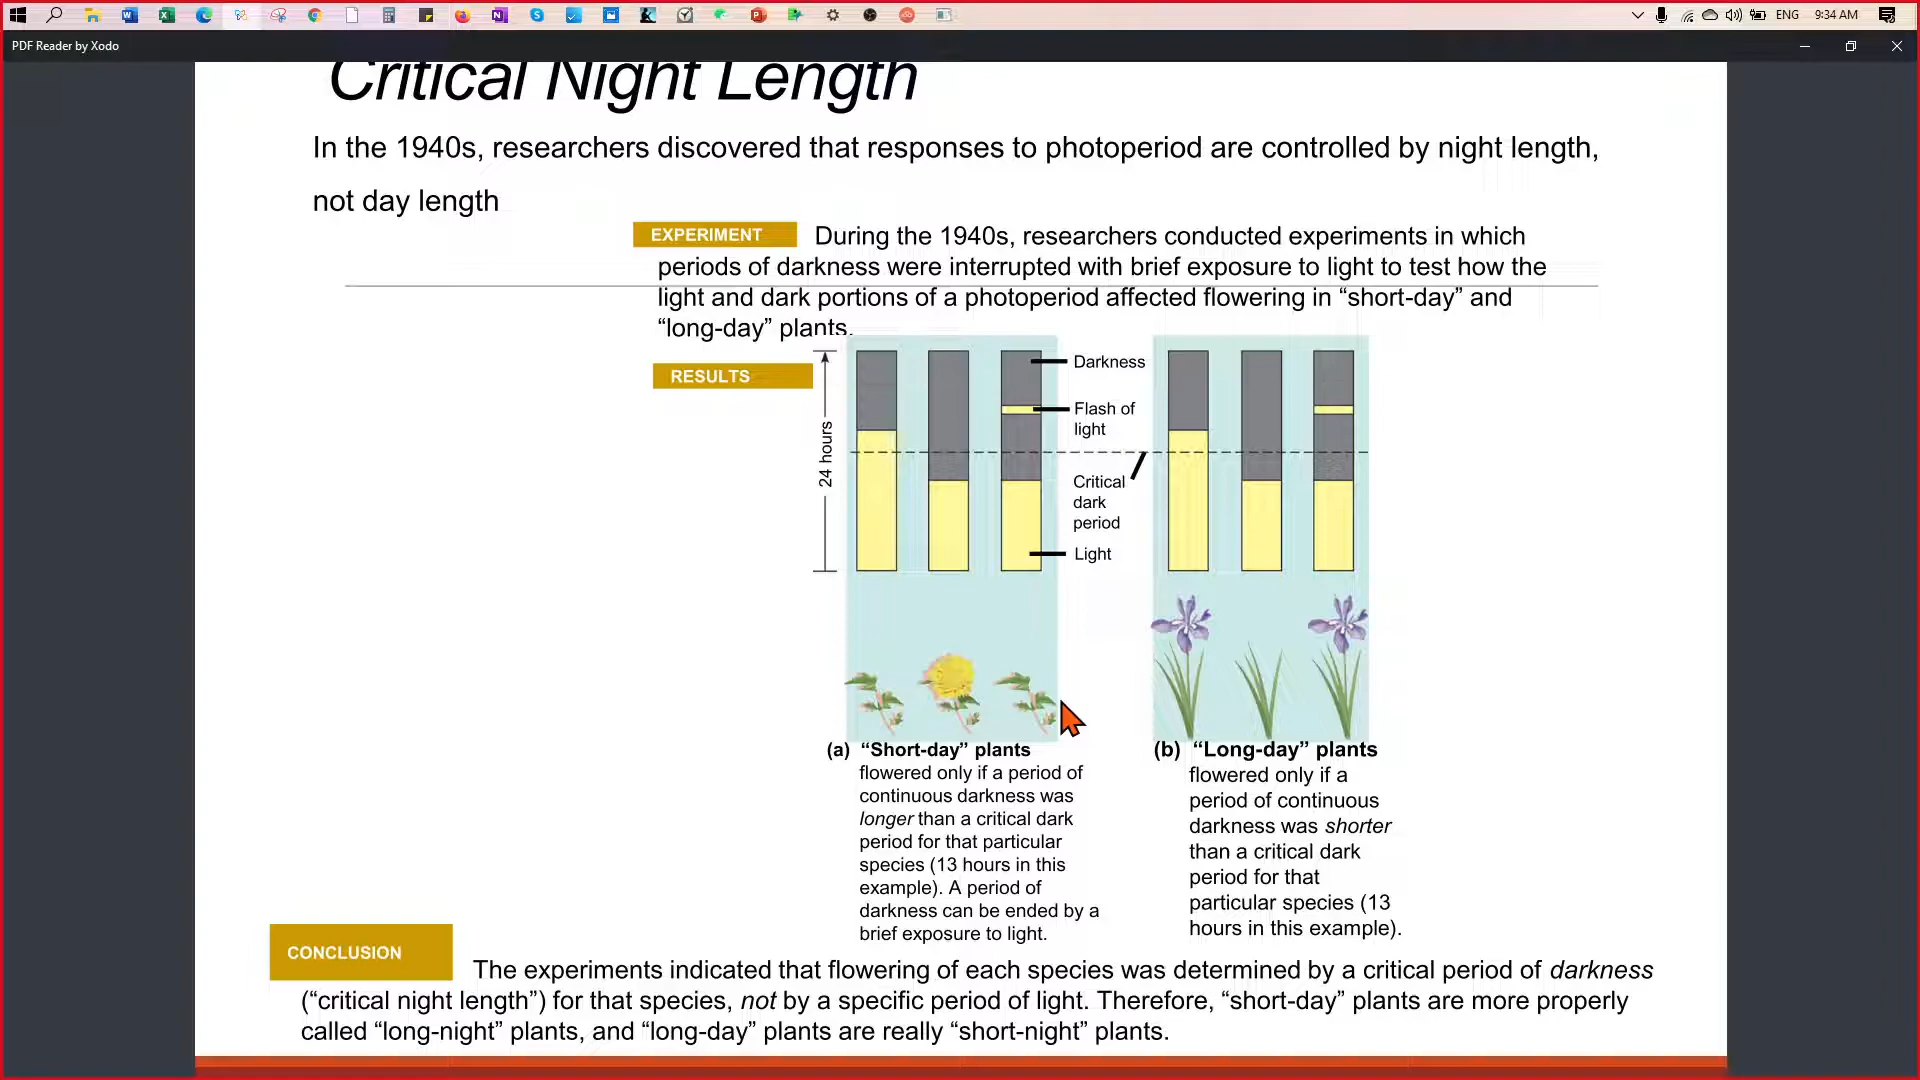 ENG 9:34 AM
PDF Reader by Xodo
Critical Night Length
In the 1940s, researchers discovered that responses to photoperiod are controlled by night length,
not day length
EXPERIMENT During the 1940s, researchers conducted experiments in which
periods of darkness were interrupted with brief exposure to light to test how the
light and dark portions of a photoperiod affected flowering in “short-day” and
“long-day” plants.
RESULTS
24 hours
Darkness
Flash of
light
Critical
dark
period
Light
(a) “Short-day” plants
flowered only if a period of
continuous darkness was
longer than a critical dark
period for that particular
species (13 hours in this
example). A period of
darkness can be ended by a
brief exposure to light.
(b) “Long-day” plants
flowered only if a
period of continuous
darkness was shorter
than a critical dark
period for that
particular species (13
hours in this example).
CONCLUSION
The experiments indicated that flowering of each species was determined by a critical period of darkness
(“critical night length”) for that species, not by a specific period of light. Therefore, “short-day” plants are more properly
called “long-night” plants, and “long-day” plants are really “short-night” plants.